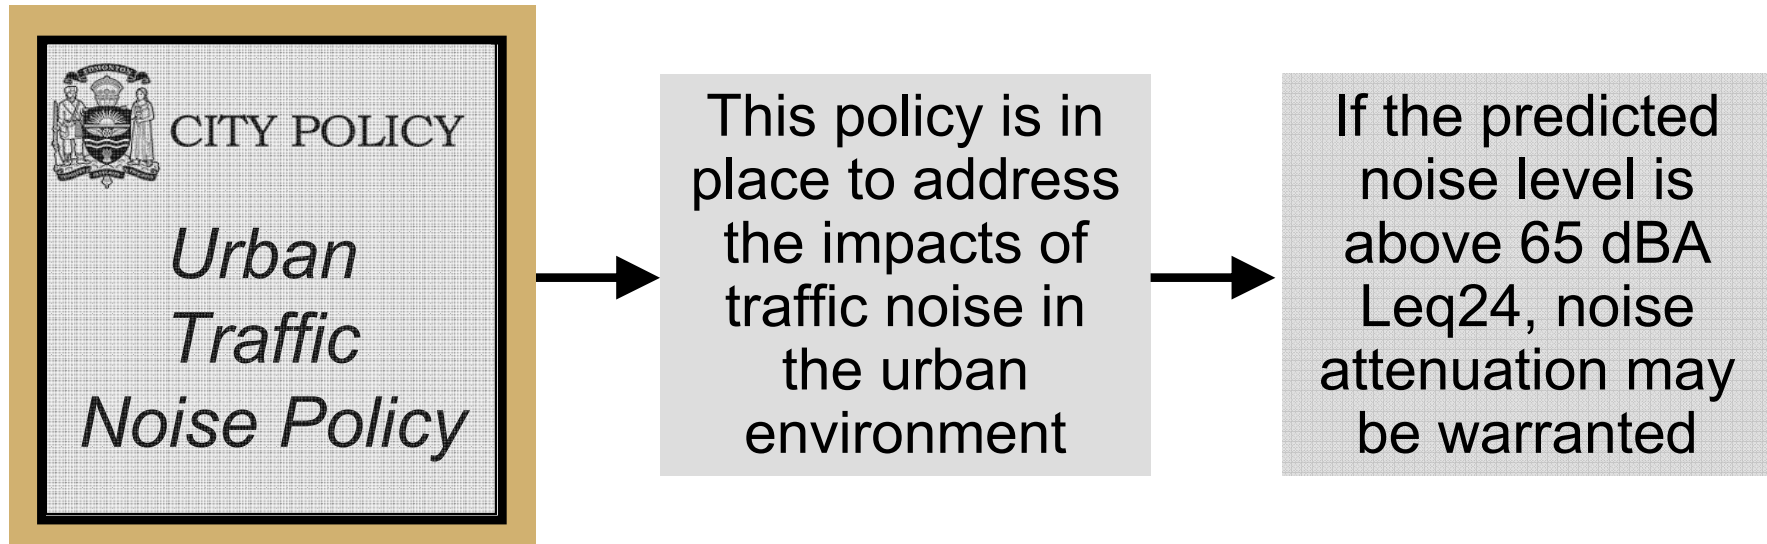 EDMONTON
CITY POLICY
Urban
Traffic
Noise Policy
This policy is in
place to address
the impacts of
traffic noise in
the urban
environment
If the predicted
noise level is
above 65 dBA
Leq24, noise
attenuation may
be warranted